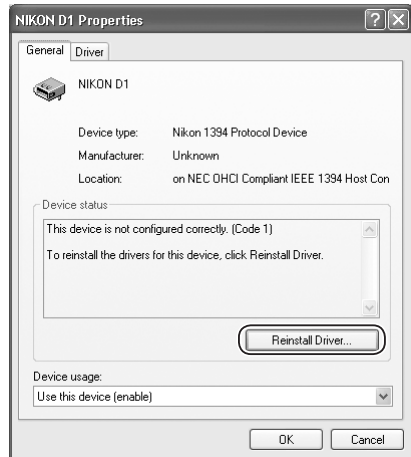 NIKON D1 Properties
General Driver
NIKON D1
Device type: Nikon 1394 Protocol Device
Manufacturer: Unknown
Location: on NEC OHCI Compliant IEEE 1394 Host Con
Device status
This device is not configured correctly. (Code 1)
To reinstall the drivers for this device, click Reinstall Driver.
Reinstall Driver...
Device usage:
Use this device (enable)
OK Cancel